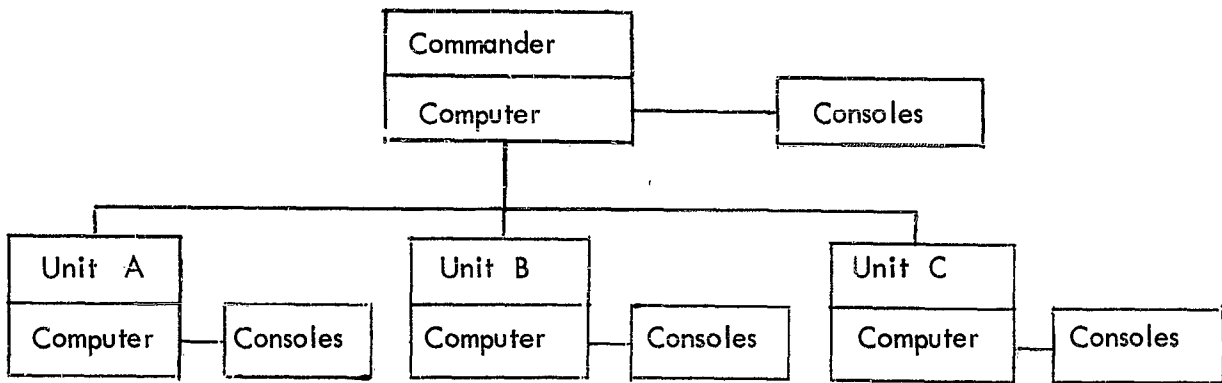 Commander
Computer
Consoles
Unit A
Computer
Consoles
Unit B
Computer
Consoles
Unit C
Computer
Consoles